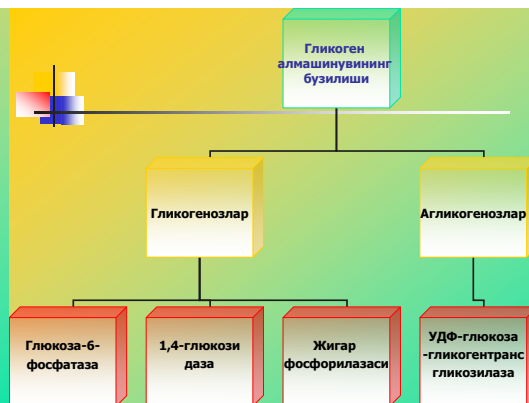 Гликоген
алмашинувининг
бузилиши
Гликогенозлар
Агликогенозлар
Глюкоза-6-
фосфатаза
1,4-глюкози
даза
Жигар
фосфорилазаси
УДФ-глюкоза
-гликогентранс
гликозилаза